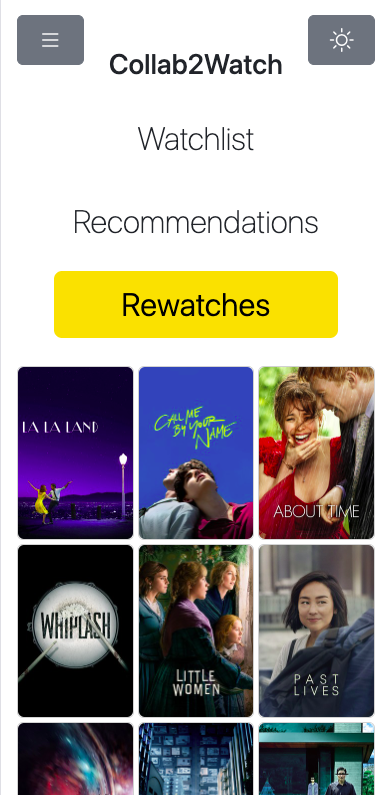 Collab2Watch
Watchlist
Recommendations
Rewatches
LA LA LAND
CALL ME
BY YOUR
NAME
ABOUT TIME
WHIPLASH
LITTLE
WOMEN
PAST
LIVES